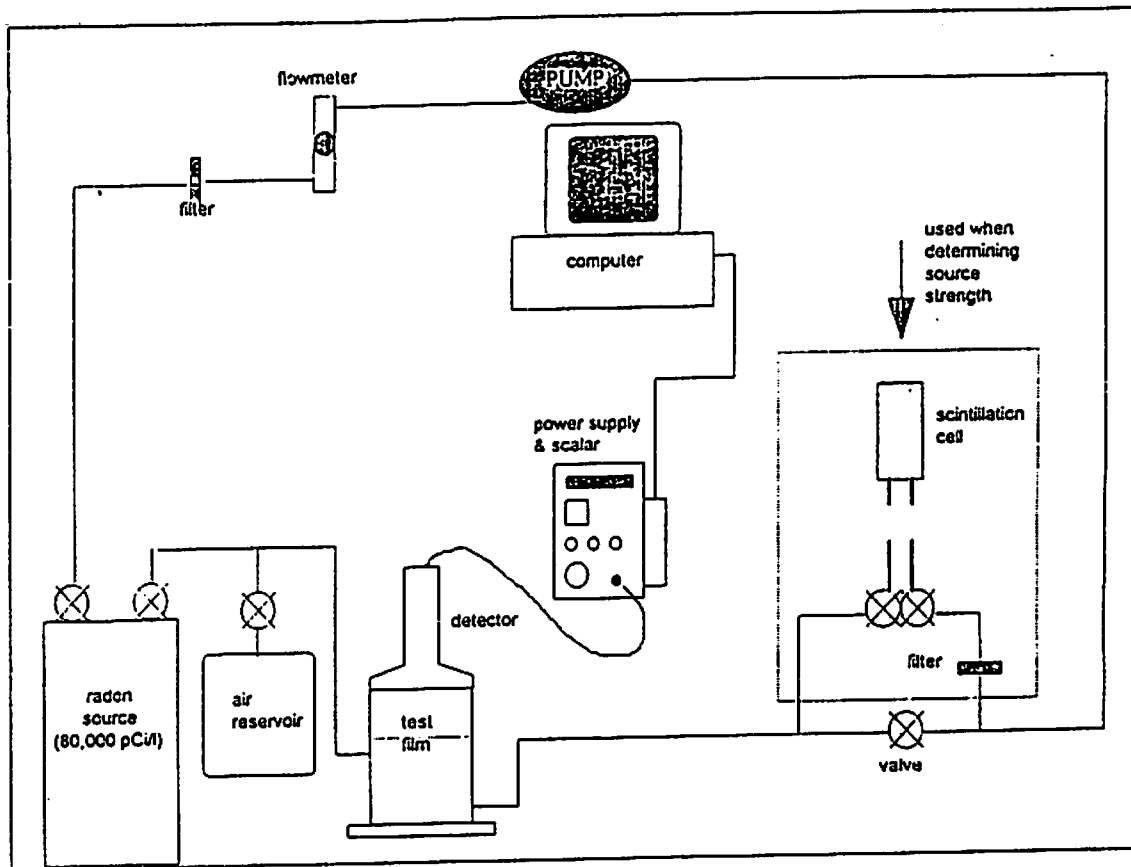 flowmeter
PUMP
filter
computer
used when
determining
source
strength
scintillation
cell
power supply
& scalar
detector
filter
radon
source
(80,000 pCi/l)
air
reservoir
test
film
valve